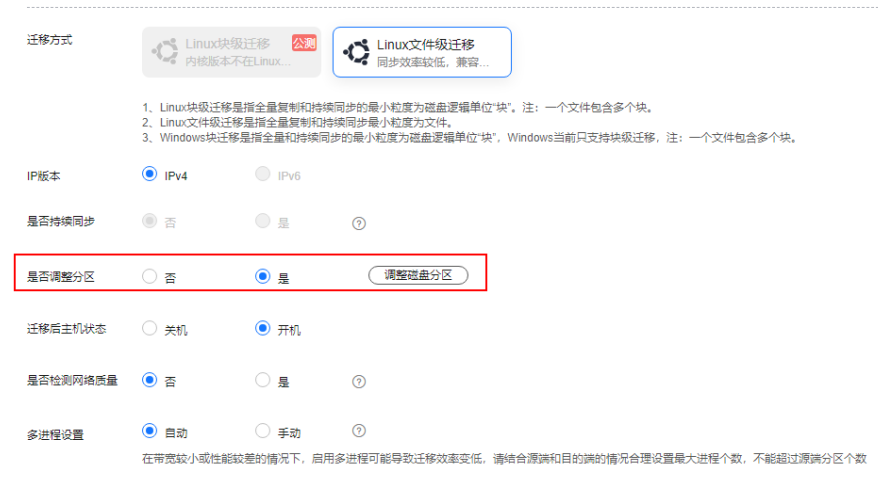 迁移方式
Linux块级迁移 公测
内核版本不在Linux...
Linux文件级迁移
同步效率较低，兼容...
1、Linux块级迁移是指全量复制和持续同步的最小粒度为磁盘逻辑单位“块”。注：一个文件包含多个块。
2、Linux文件级迁移是指全量复制和持续同步的最小粒度为文件。
3、Windows块迁移是指全量和持续同步的最小粒度为磁盘逻辑单位“块”，Windows当前只支持块级迁移，注：一个文件包含多个块。
IP版本 IPv4 IPv6
是否持续同步 否 是 ?
是否调整分区 否 是 调整磁盘分区
迁移后主机状态 关机 开机
是否检测网络质量 否 是 ?
多进程设置 自动 手动 ?
在带宽较小或性能较差的情况下，启用多进程可能导致迁移效率变低，请结合源端和目的端的情况合理设置最大进程个数，不能超过源端分区个数